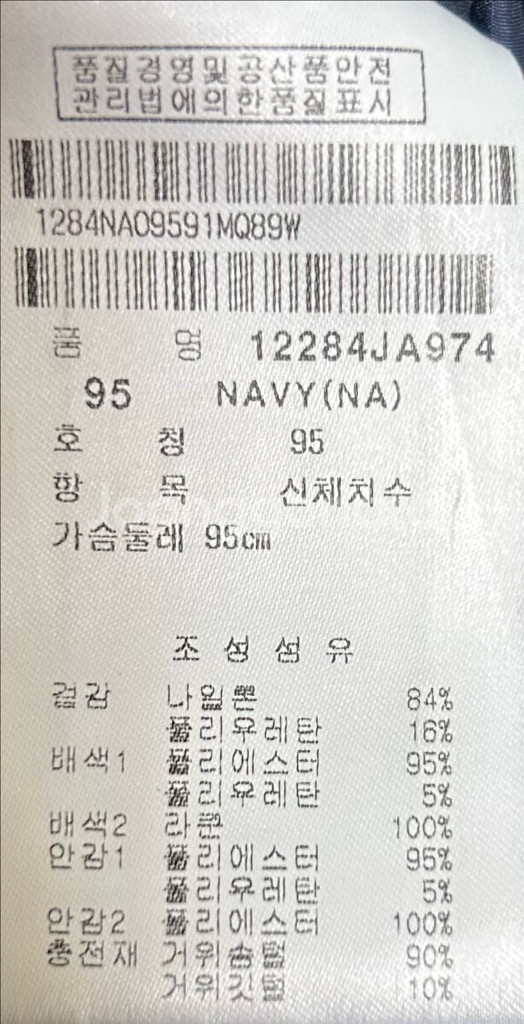 품질경영및공산품안전
관리법에의한품질표시
1284NA09591MQ89W
품 명 12284JA974
95 NAVY(NA)
호 칭 95
항 목 신체치수
가슴둘레 95cm
조성섬유
겉감 나일론 84%
폴리우레탄 16%
배색1 폴리에스터 95%
폴리우레탄 5%
배색2 라쿤 100%
안감1 폴리에스터 95%
폴리우레탄 5%
안감2 폴리에스터 100%
충전재 거위솜털 90%
거위깃털 10%